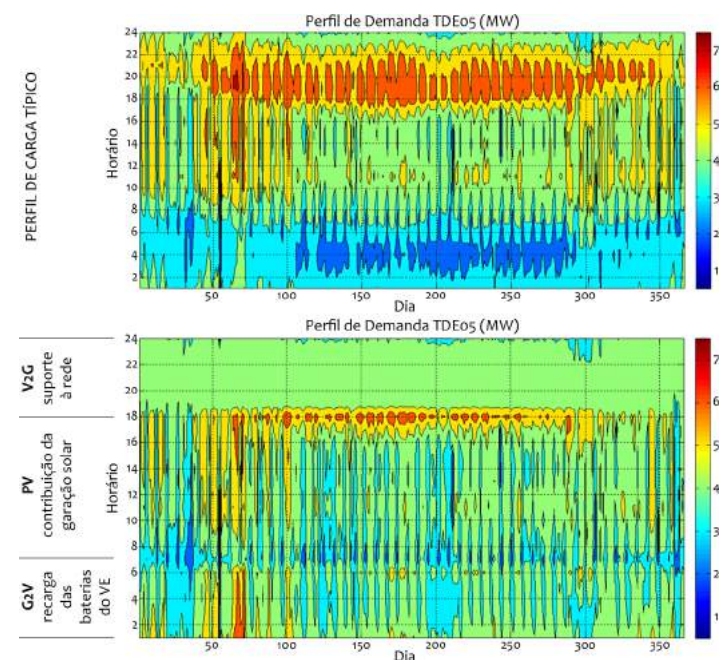 Perfil de Demanda TDE05 (MW)
PERFIL DE CARGA TÍPICO
Horário
24
22
20
18
16
14
12
10
8
6
4
2
50
100
150
200
250
300
350
Dia
7
6
5
4
3
2
1
Perfil de Demanda TDE05 (MW)
V2G
suporte
à rede
PV
contribuição da
garação solar
G2V
recarga
das
baterias
do VE
Horário
24
22
20
18
16
14
12
10
8
6
4
2
50
100
150
200
250
300
350
Dia
7
6
5
4
3
2
1